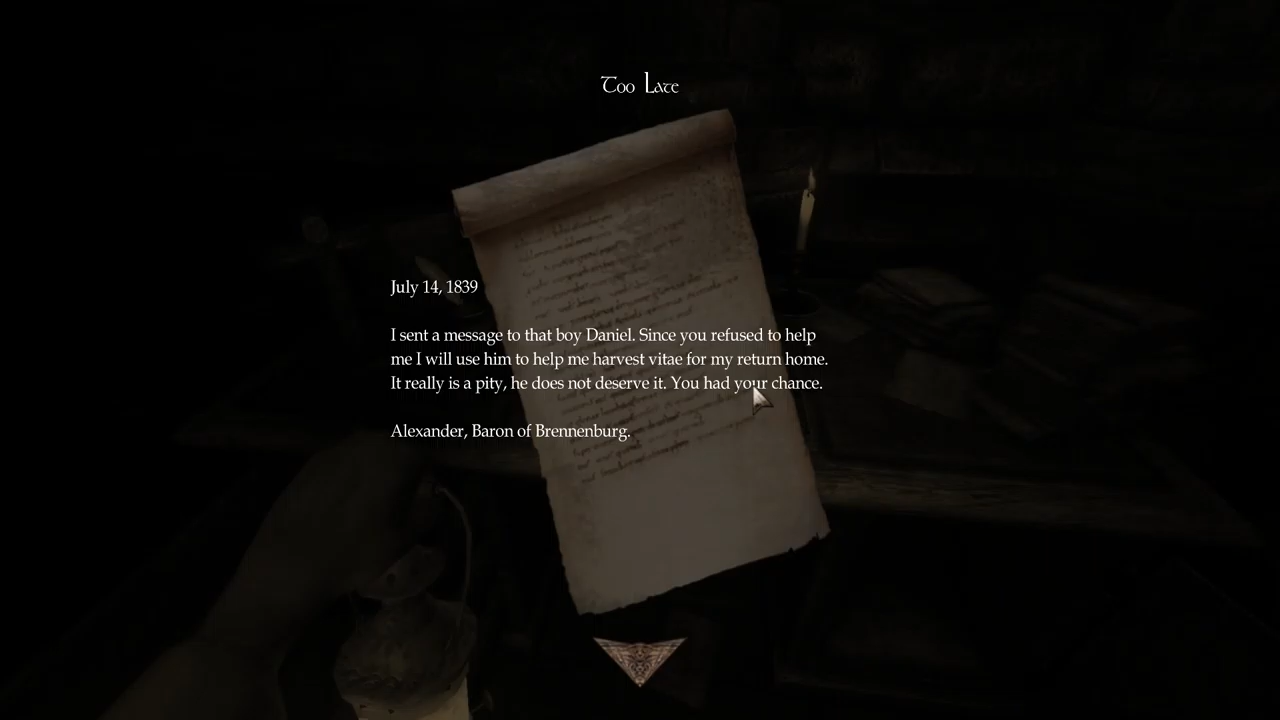 Too Late
July 14, 1839
I sent a message to that boy Daniel. Since you refused to help
me I will use him to help me harvest vitae for my return home.
It really is a pity, he does not deserve it. You had your chance.
Alexander, Baron of Brennenburg.